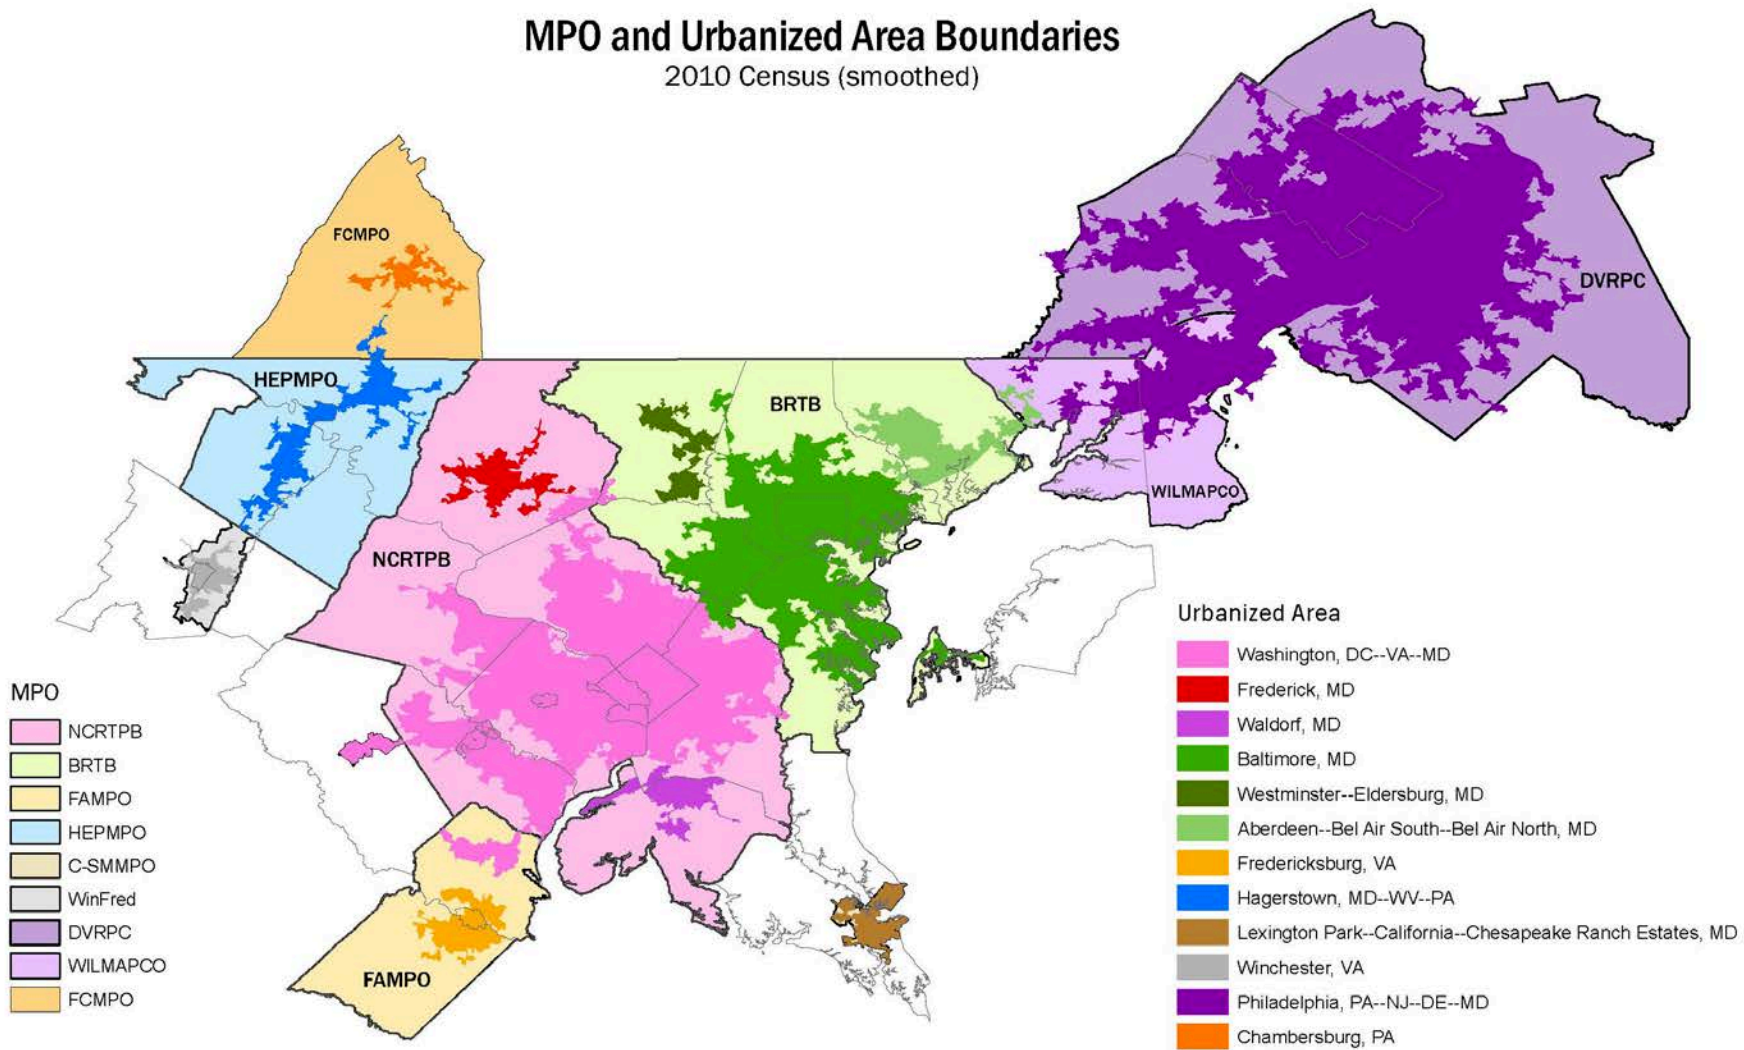 MPO and Urbanized Area Boundaries
2010 Census (smoothed)
FCMPO
DVRPC
HEPMPO
BRTB
WILMAPCO
NCRTPB
FAMPO
MPO
NCRTPB
BRTB
FAMPO
HEPMPO
C-SMMPO
WinFred
DVRPC
WILMAPCO
FCMPO
Urbanized Area
Washington, DC--VA--MD
Frederick, MD
Waldorf, MD
Baltimore, MD
Westminster--Eldersburg, MD
Aberdeen--Bel Air South--Bel Air North, MD
Fredericksburg, VA
Hagerstown, MD--WV--PA
Lexington Park--California--Chesapeake Ranch Estates, MD
Winchester, VA
Philadelphia, PA--NJ--DE--MD
Chambersburg, PA